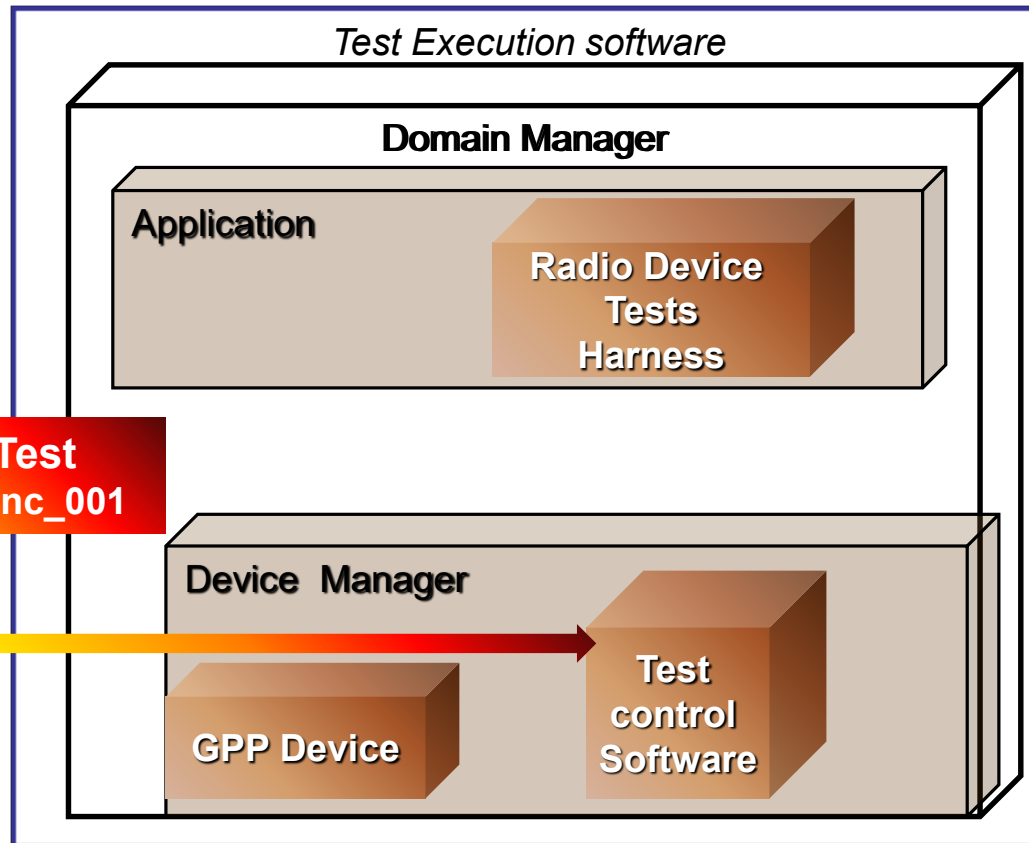 Test Execution software
Domain Manager
Application
Radio Device
Tests
Harness
Test
nc_001
Device Manager
Test
control
Software
GPP Device